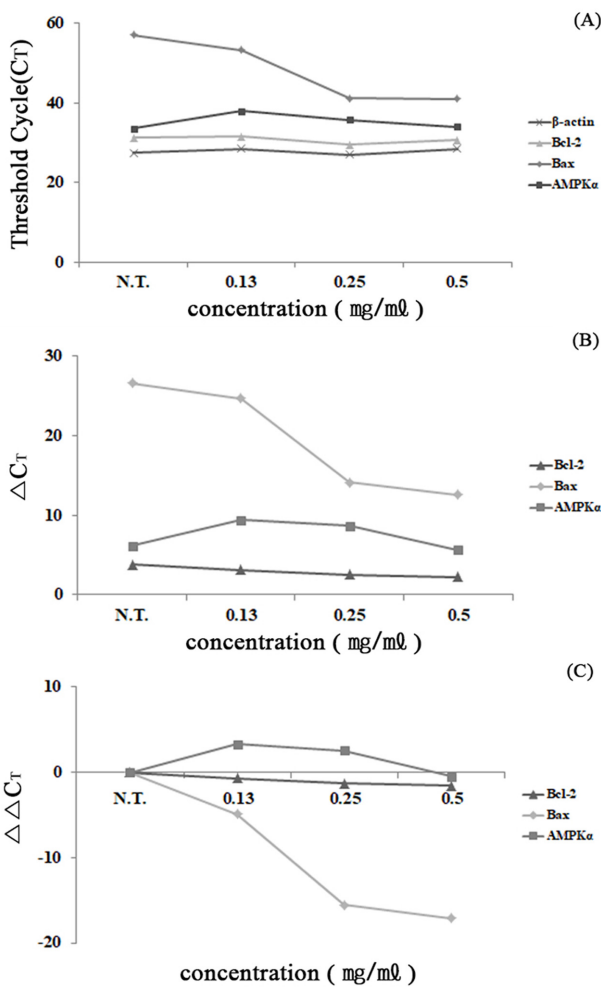 (A)
Threshold Cycle(CT)
60
40
20
0
N.T. 0.13 0.25 0.5
concentration ( ㎎/㎖ )
β-actin
Bcl-2
Bax
AMPKα
(B)
△CT
30
20
10
0
N.T. 0.13 0.25 0.5
concentration ( ㎎/㎖ )
Bcl-2
Bax
AMPKα
(C)
△△CT
10
0
-10
-20
N.T. 0.13 0.25 0.5
concentration ( ㎎/㎖ )
Bcl-2
Bax
AMPKα